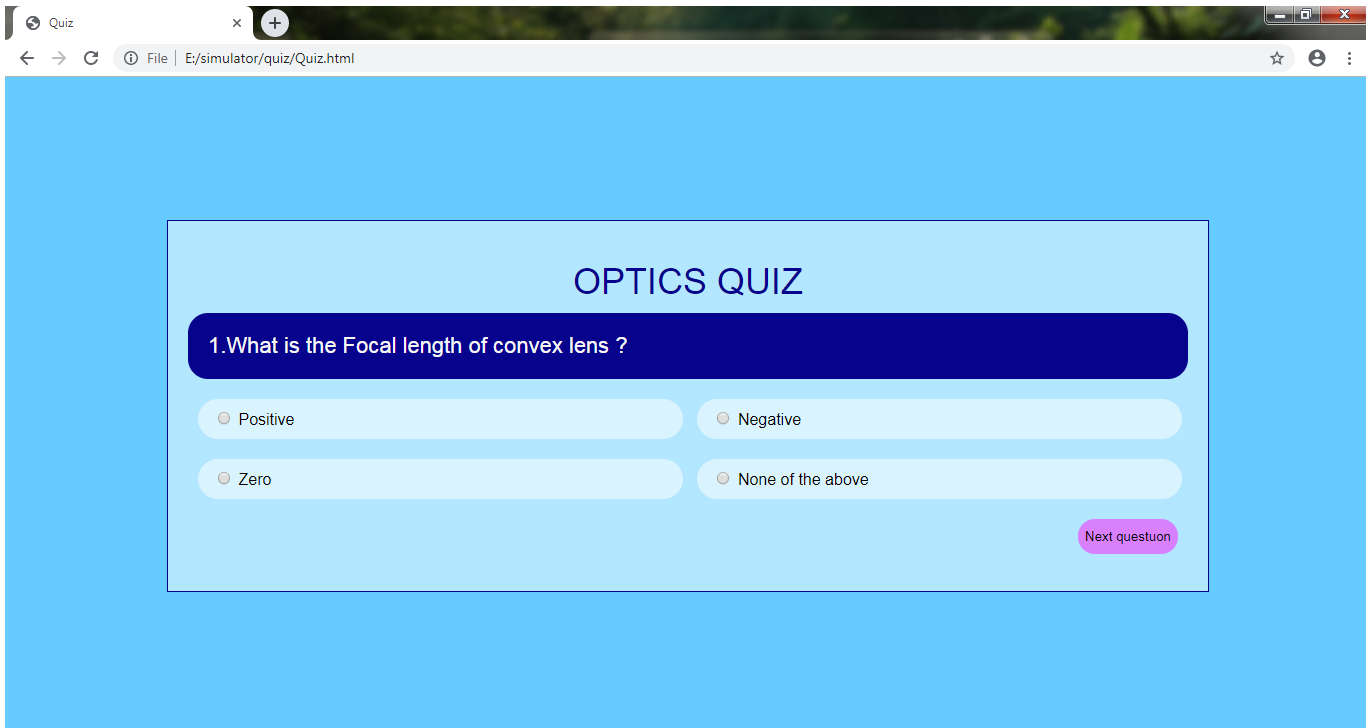 Quiz
File E:/simulator/quiz/Quiz.html
OPTICS QUIZ
1.What is the Focal length of convex lens ?
Positive
Negative
Zero
None of the above
Next questuon